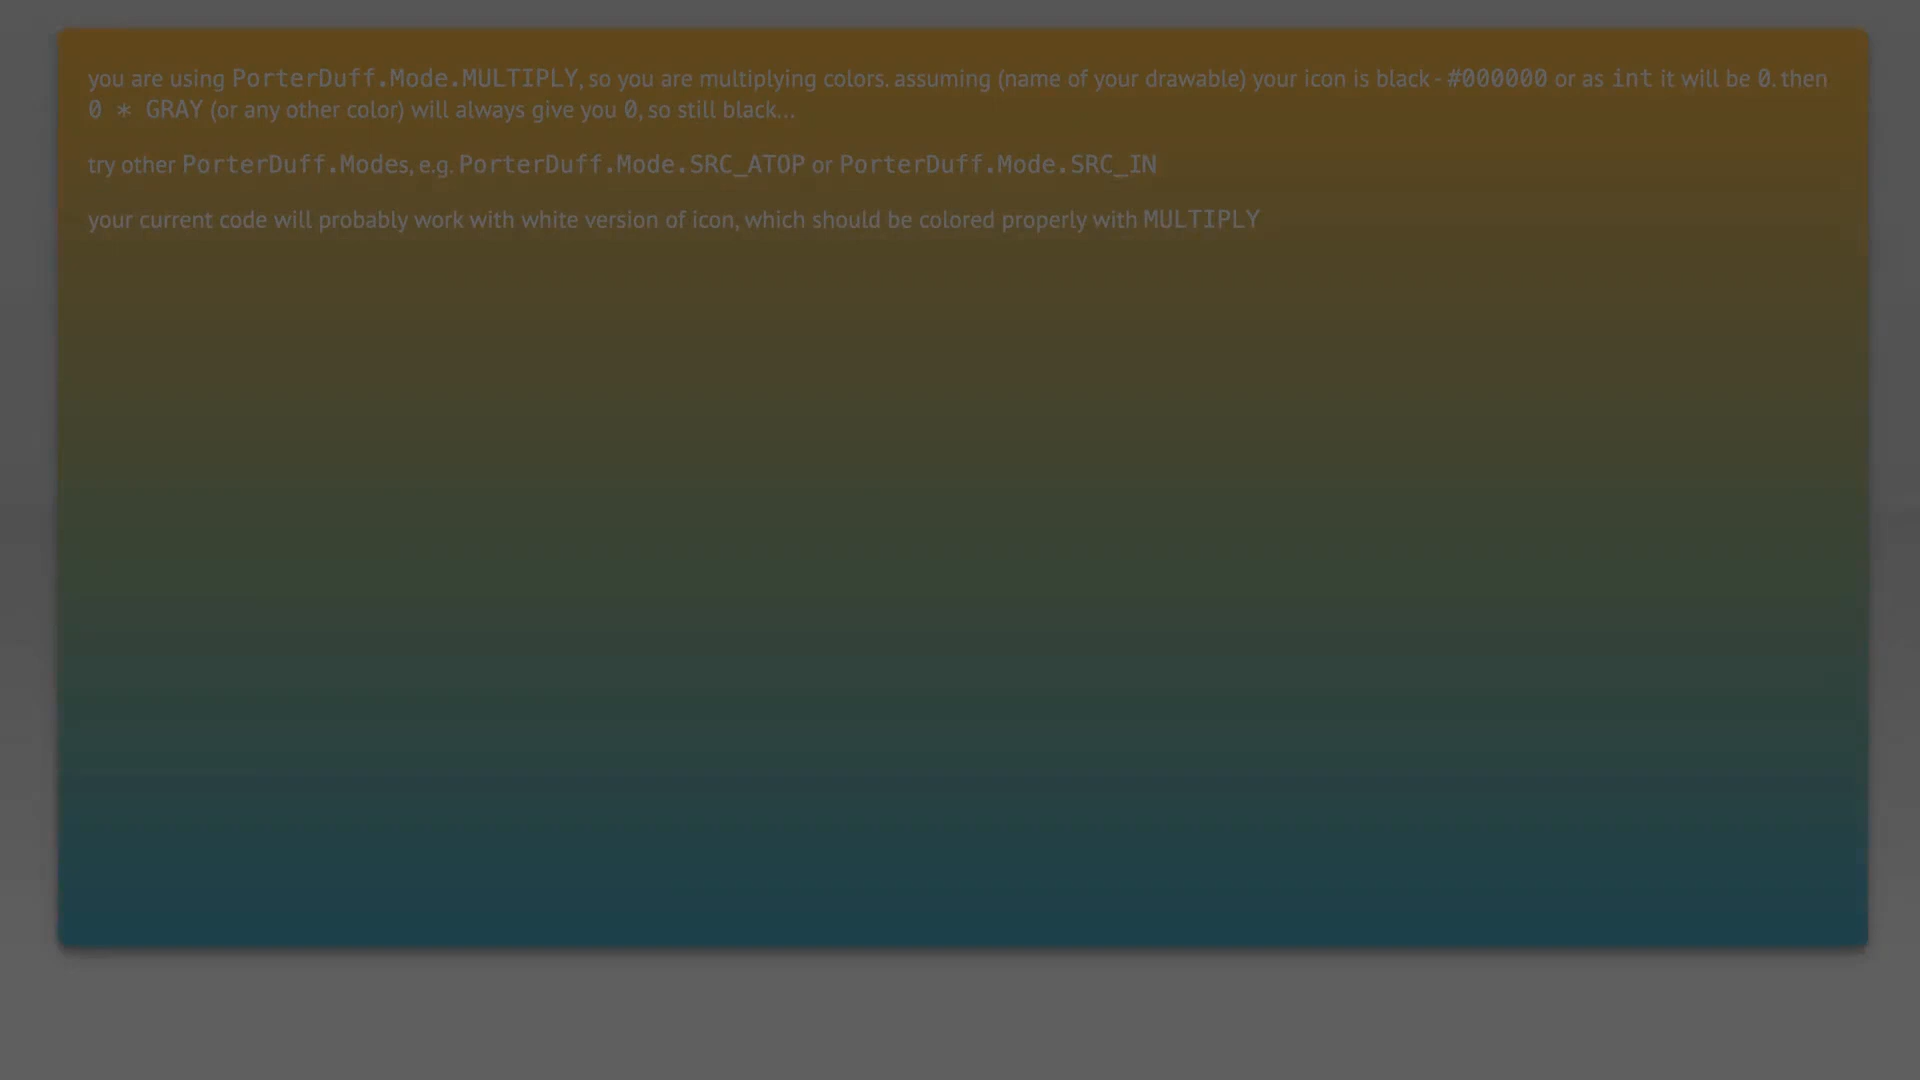 you are using PorterDuff.Mode.MULTIPLY, so you are multiplying colors. assuming (name of your drawable) your icon is black - #000000 or as int it will be 0. then
0 * GRAY (or any other color) will always give you 0, so still black...
try other PorterDuff.Modes, e.g. PorterDuff.Mode.SRC_ATOP or PorterDuff.Mode.SRC_IN
your current code will probably work with white version of icon, which should be colored properly with MULTIPLY